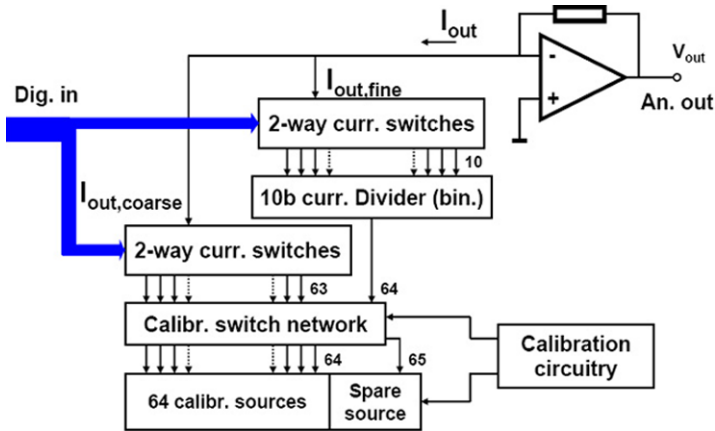 Iout
Vout
-
+
An. out
Dig. in
Iout,fine
2-way curr. switches
10
10b curr. Divider (bin.)
Iout,coarse
2-way curr. switches
63
64
Calibr. switch network
64
65
Calibration
circuitry
64 calibr. sources
Spare
source